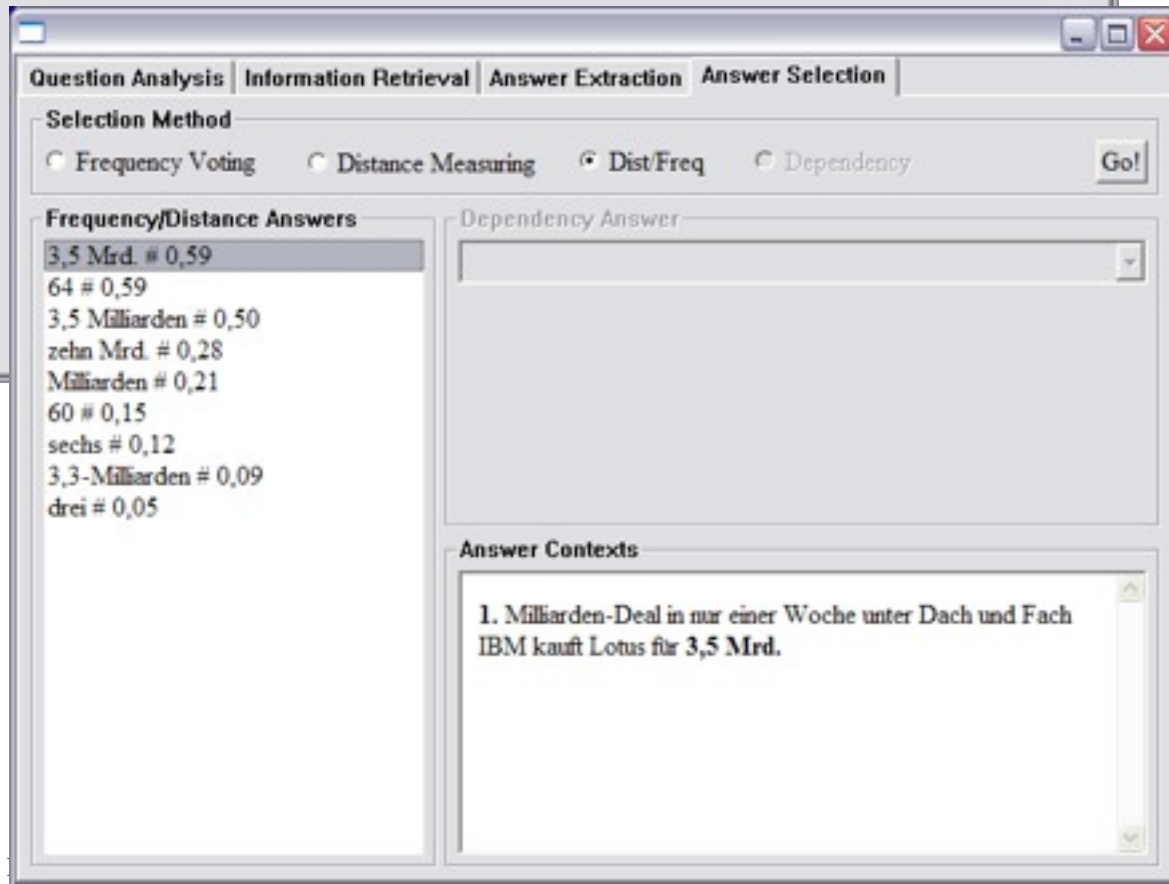 Question Analysis Information Retrieval Answer Extraction Answer Selection
Selection Method
Frequency Voting Distance Measuring Dist/Freq Dependency Go!
Frequency/Distance Answers
3,5 Mrd. # 0,59
64 # 0,59
3,5 Milliarden # 0,50
zehn Mrd. # 0,28
Milliarden # 0,21
60 # 0,15
sechs # 0,12
3,3-Milliarden # 0,09
drei # 0,05
Dependency Answer
Answer Contexts
1. Milliarden-Deal in nur einer Woche unter Dach und Fach
IBM kauft Lotus für 3,5 Mrd.